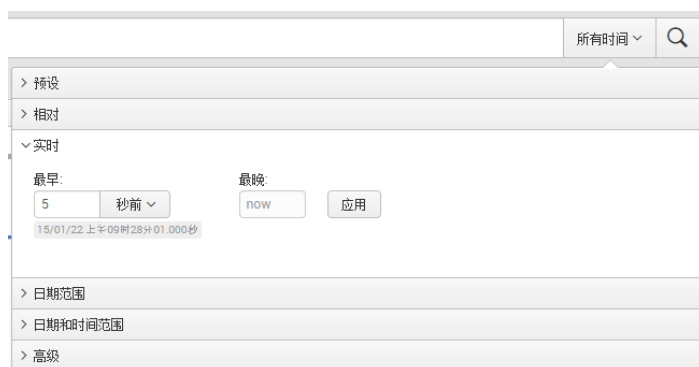 所有时间
预设
相对
实时
最早:
最晚:
5 秒前 now 应用
15/01/22 上午09时28分01.000秒
日期范围
日期和时间范围
高级